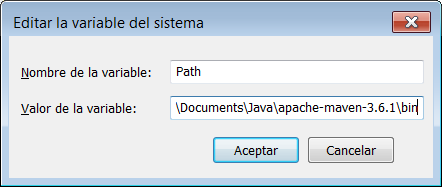 Editar la variable del sistema
Nombre de la variable: Path
Valor de la variable: \Documents\Java\apache-maven-3.6.1\bin
Aceptar Cancelar